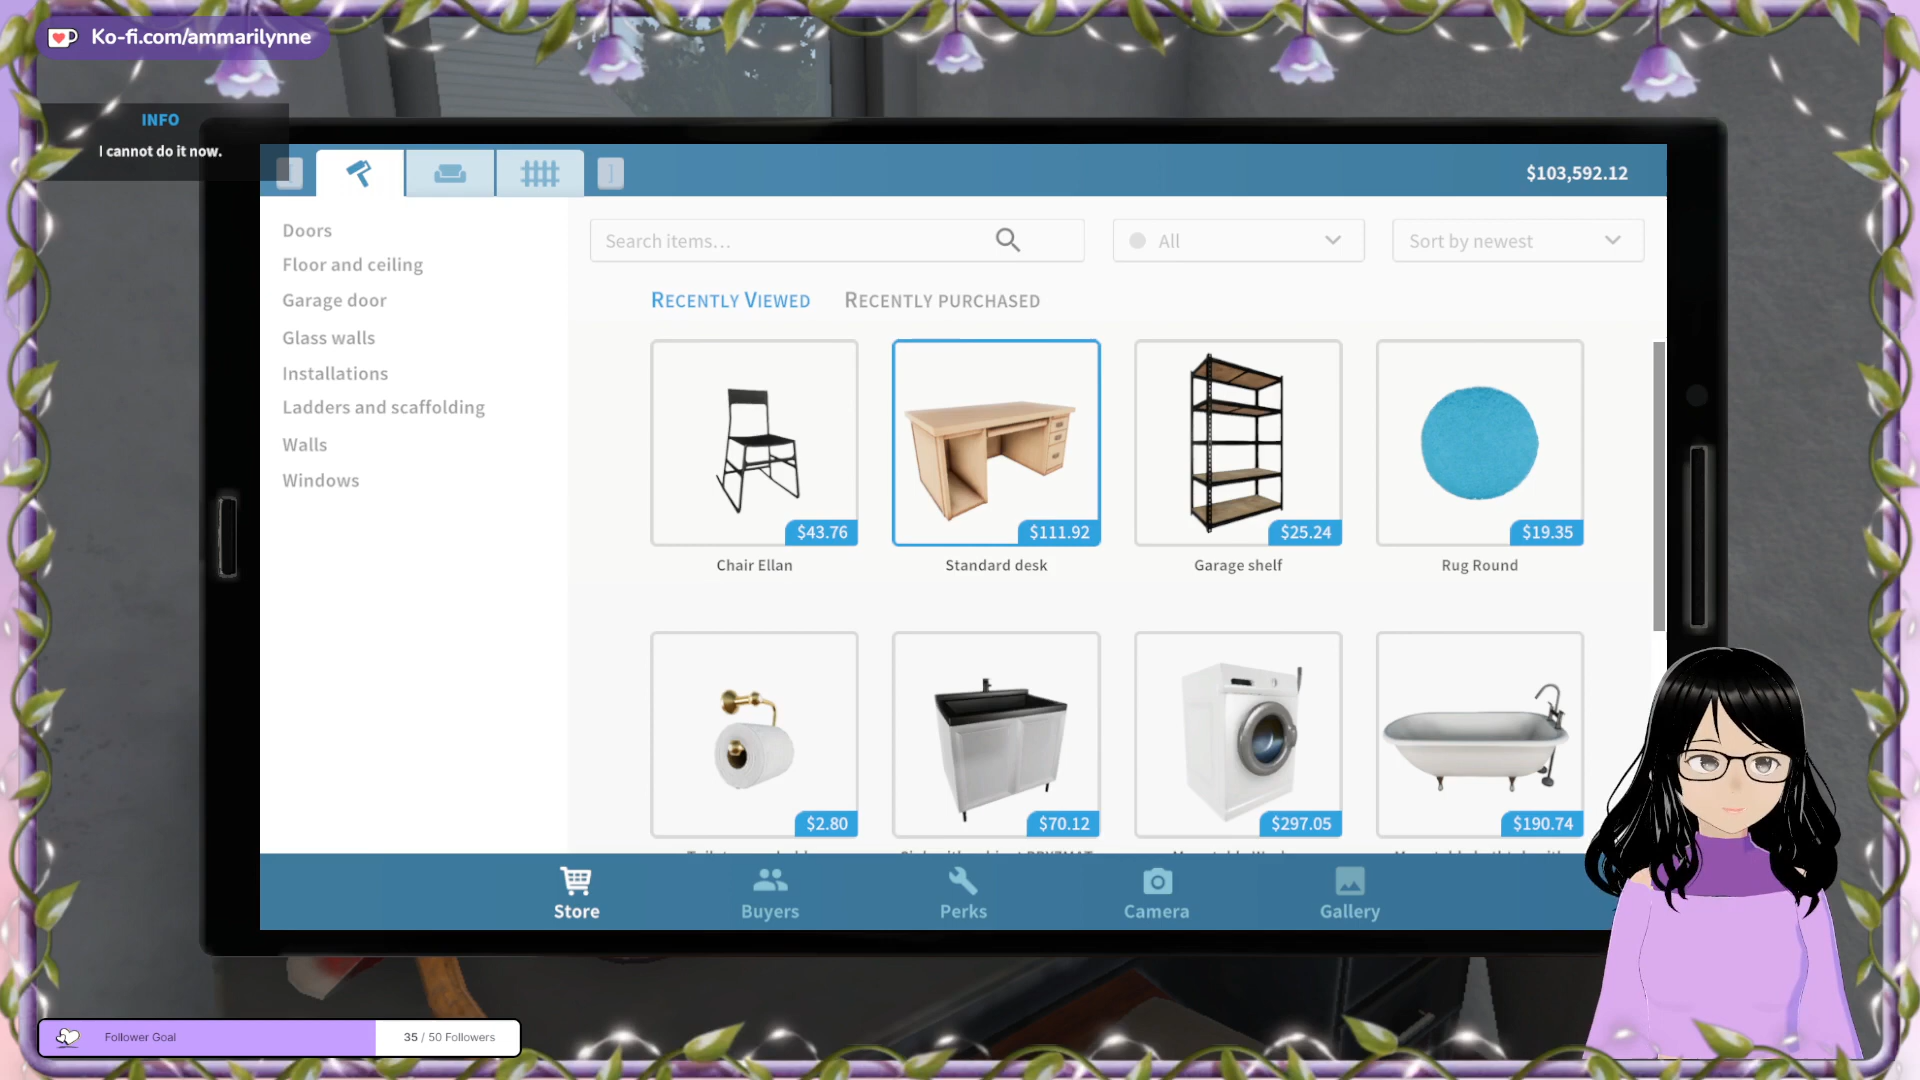 Ko-fi.com/ammarilynne
INFO
I cannot do it now.
$103,592.12
Doors
Floor and ceiling
Garage door
Glass walls
Installations
Ladders and scaffolding
Walls
Windows
Search items...
All
Sort by newest
RECENTLY VIEWED
RECENTLY PURCHASED
$43.76
$111.92
$25.24
$19.35
Chair Ellan
Standard desk
Garage shelf
Rug Round
$2.80
$70.12
$297.05
$190.74
Store
Buyers
Perks
Camera
Gallery
Follower Goal
35 / 50 Followers